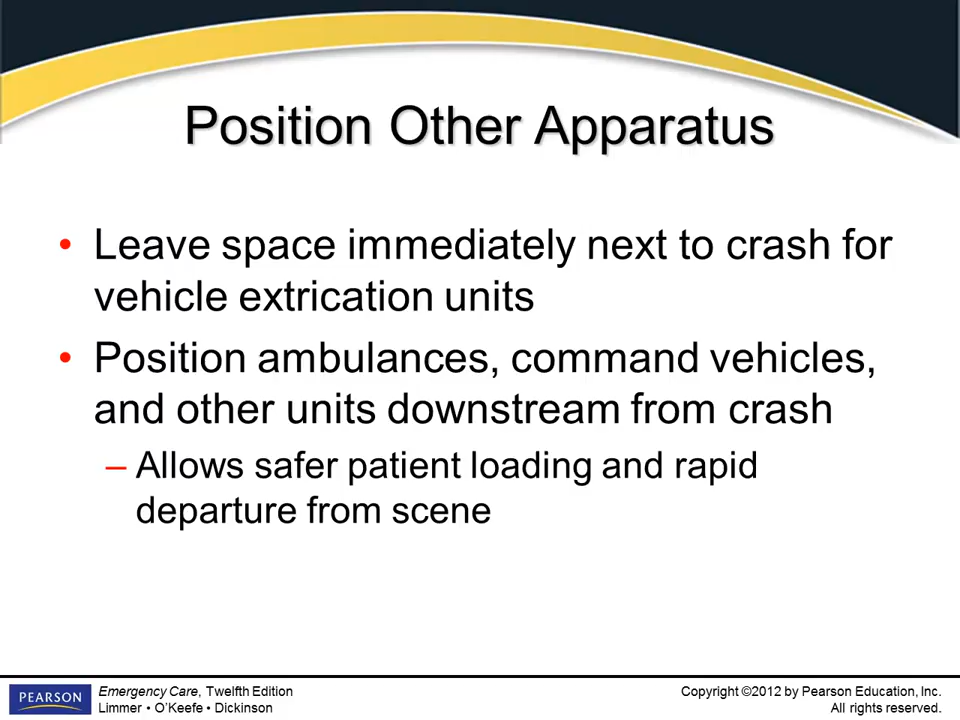 Position Other Apparatus
• Leave space immediately next to crash for
vehicle extrication units
• Position ambulances, command vehicles,
and other units downstream from crash
– Allows safer patient loading and rapid
departure from scene
PEARSON
Emergency Care, Twelfth Edition
Limmer • O’Keefe • Dickinson
Copyright ©2012 by Pearson Education, Inc.
All rights reserved.